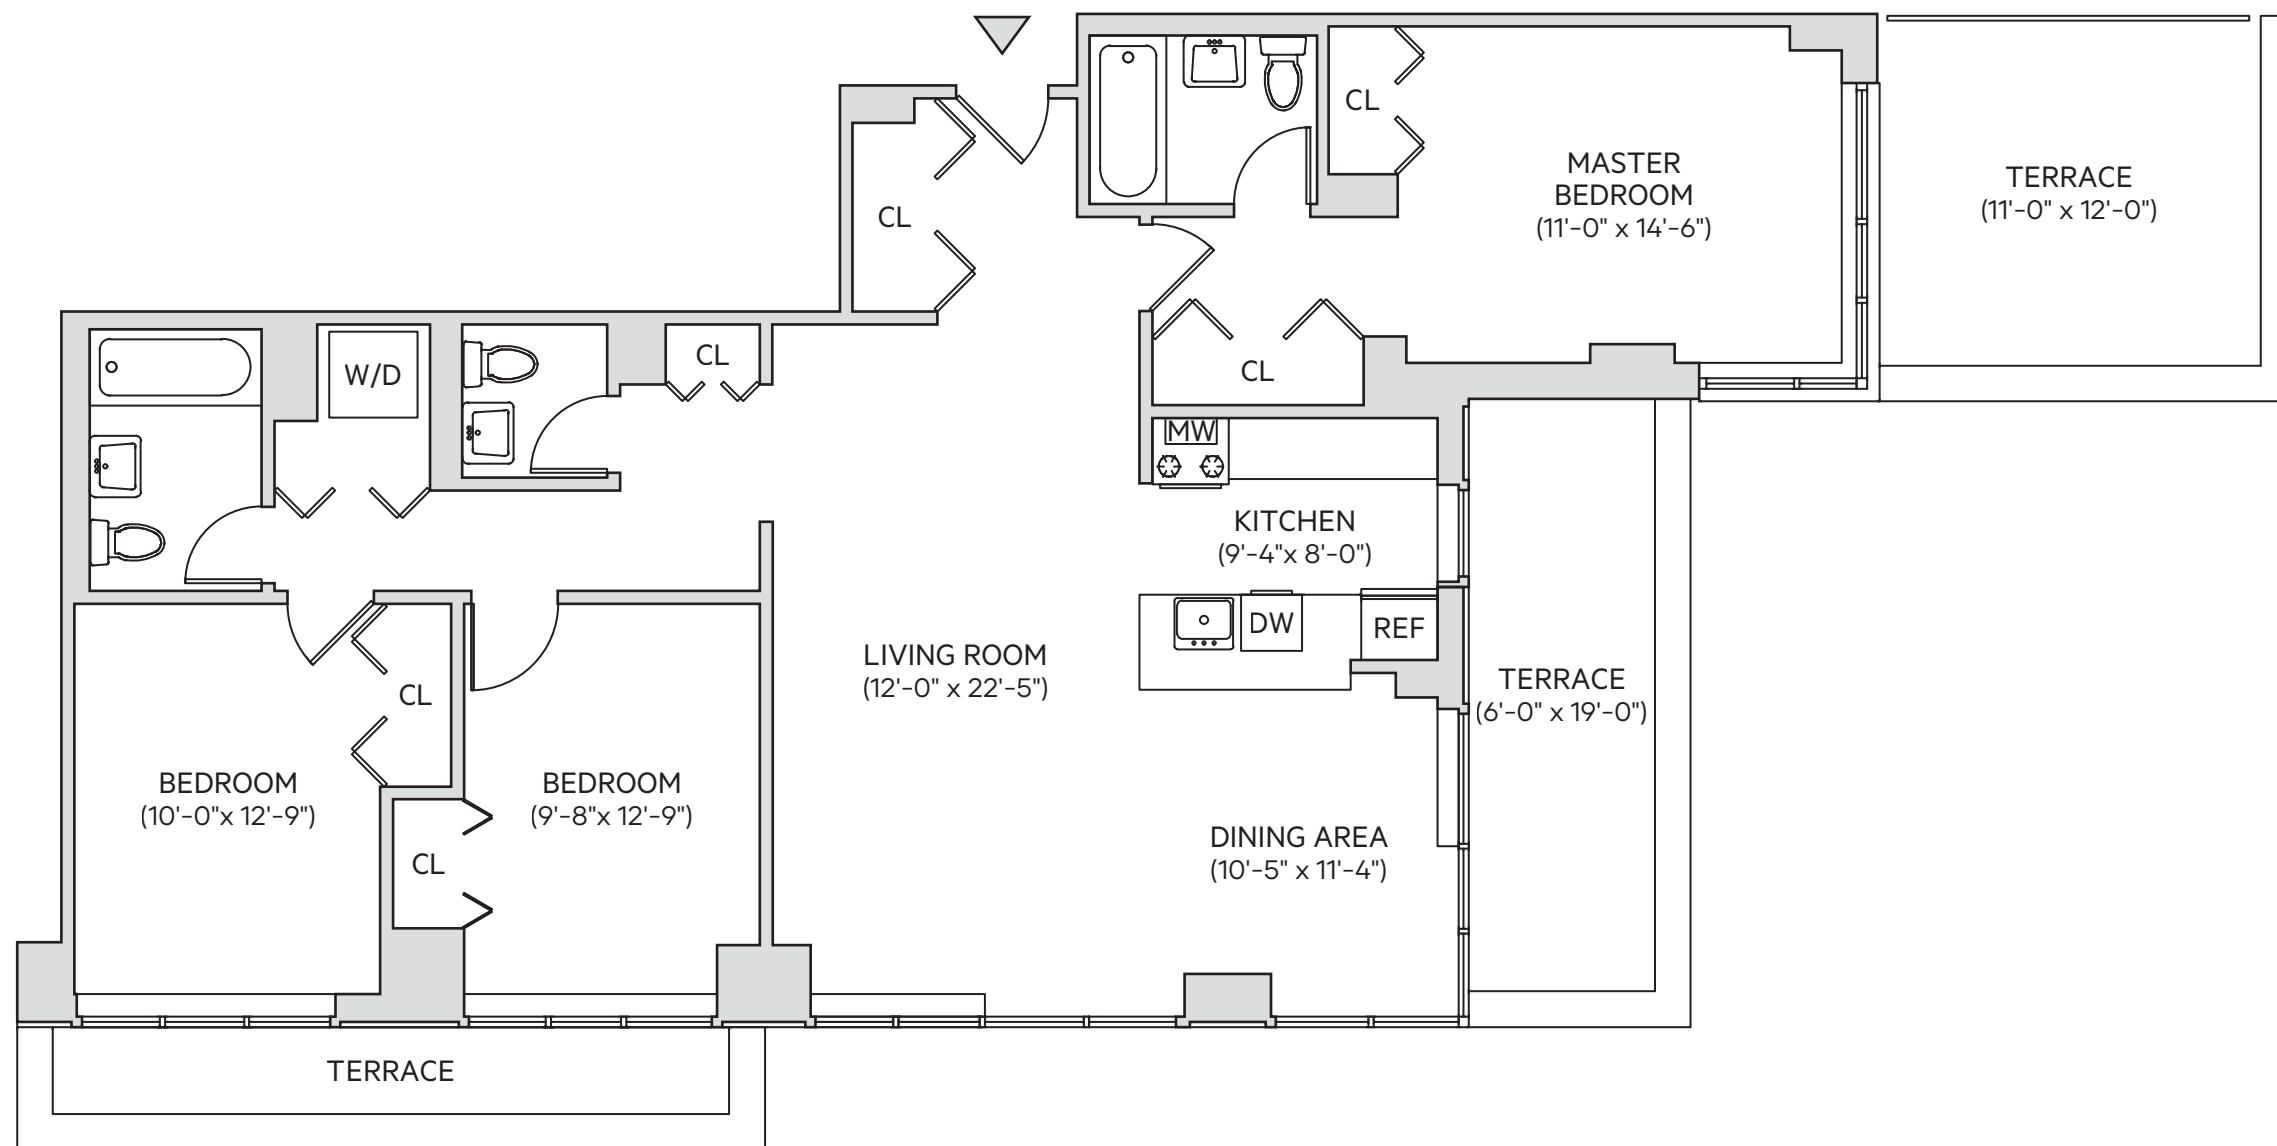 CL
MASTER
BEDROOM
(11'-0" x 14'-6")
TERRACE
(11'-0" x 12'-0")
CL
W/D
CL
CL
MW
KITCHEN
(9'-4"x 8'-0")
DW
REF
LIVING ROOM
(12'-0" x 22'-5")
TERRACE
(6'-0" x 19'-0")
CL
BEDROOM
(10'-0"x 12'-9")
BEDROOM
(9'-8"x 12'-9")
DINING AREA
(10'-5" x 11'-4")
CL
TERRACE